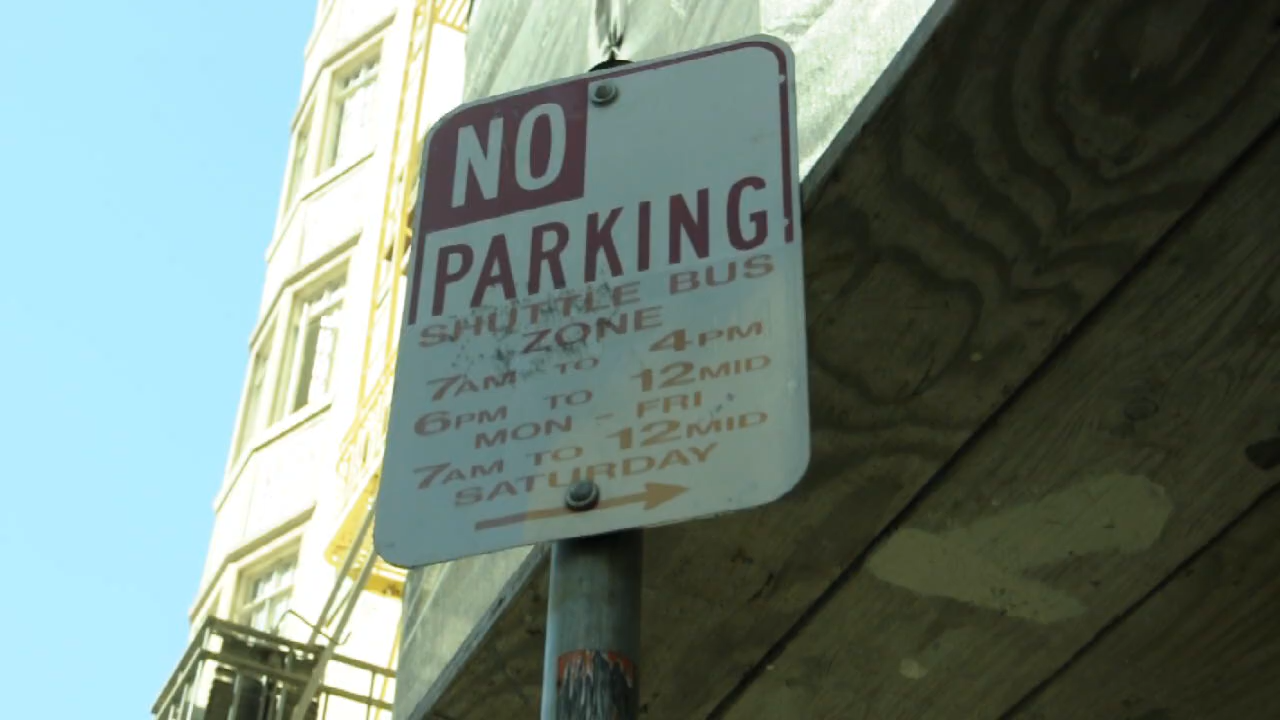 NO
PARKING
SHUTTLE BUS
ZONE
7AM TO 4PM
6PM TO 12MID
MON - FRI
7AM TO 12MID
SATURDAY